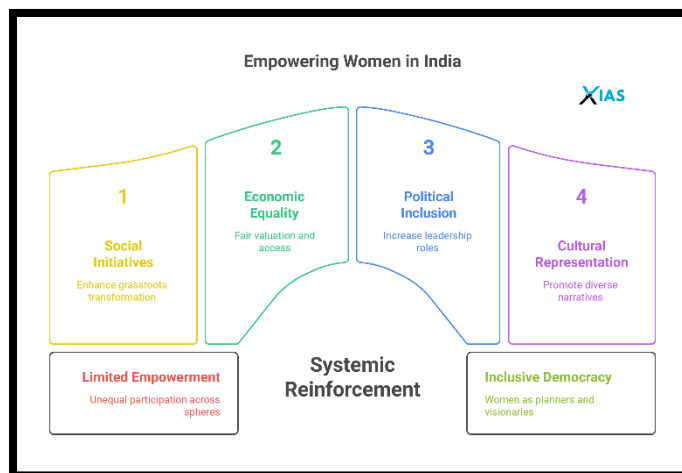 Empowering Women in India
XIAS
1
Social
Initiatives
Enhance grassroots
transformation
2
Economic
Equality
Fair valuation and
access
3
Political
Inclusion
Increase leadership
roles
4
Cultural
Representation
Promote diverse
narratives
Limited Empowerment
Unequal participation across
spheres
Systemic
Reinforcement
Inclusive Democracy
Women as planners and
visionaries